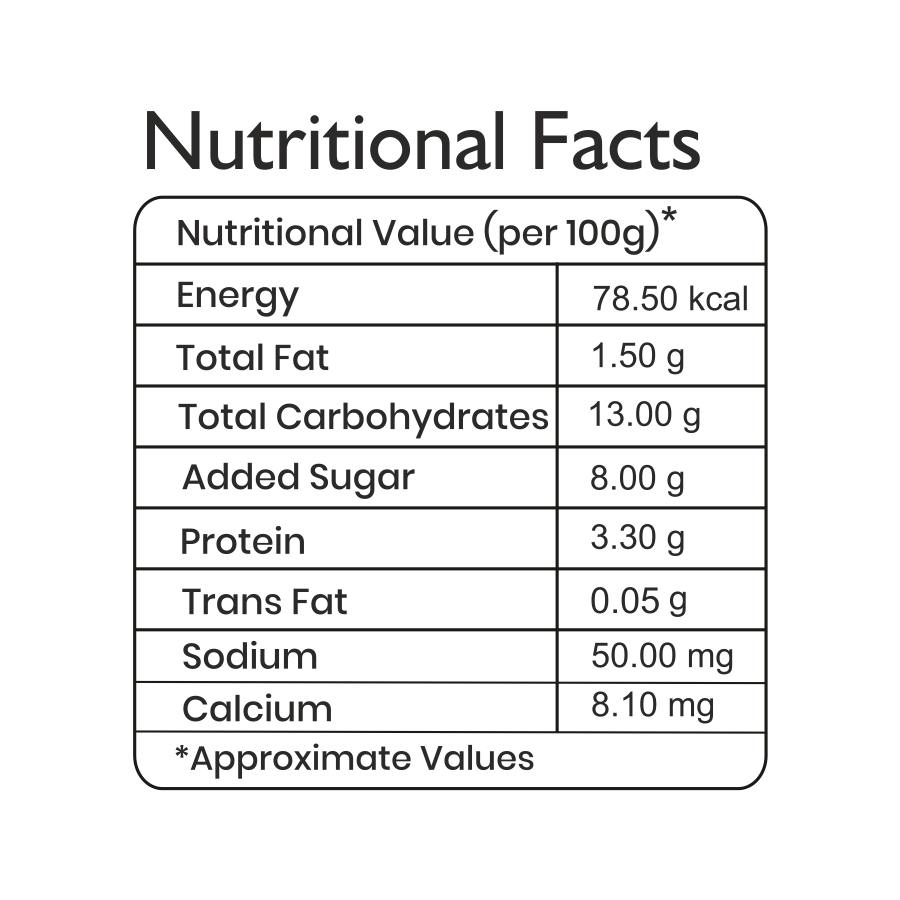 Nutritional Facts
Nutritional Value (per 100g)*
Energy 78.50 kcal
Total Fat 1.50 g
Total Carbohydrates 13.00 g
Added Sugar 8.00 g
Protein 3.30 g
Trans Fat 0.05 g
Sodium 50.00 mg
Calcium 8.10 mg
*Approximate Values